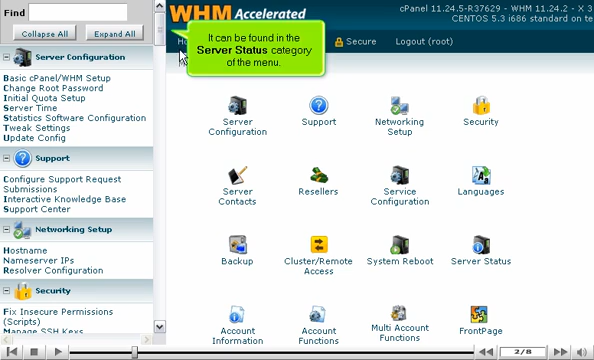 Find
Collapse All
Expand All
Server Configuration
Basic cPanel/WHM Setup
Change Root Password
Initial Quota Setup
Server Time
Statistics Software Configuration
Tweak Settings
Update Config
Support
Configure Support Request
Submissions
Interactive Knowledge Base
Support Center
Networking Setup
Hostname
Nameserver IPs
Resolver Configuration
Security
Fix Insecure Permissions
(Scripts)
Manage SSH Keys
WHM Accelerated
cPanel 11.24.5-R37629 - WHM 11.24.2 - X 3
CENTOS 5.3 i686 standard on te
Secure
Logout (root)
It can be found in the
Server Status category
of the menu.
Server
Configuration
Support
Networking
Setup
Security
Server
Contacts
Resellers
Service
Configuration
Languages
Backup
Cluster/Remote
Access
System Reboot
Server Status
Account
Information
Account
Functions
Multi Account
Functions
FrontPage
2/8